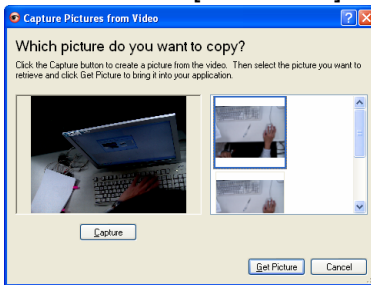 Capture Pictures from Video
Which picture do you want to copy?
Click the Capture button to create a picture from the video. Then select the picture you want to
retrieve and click Get Picture to bring it into your application.
Capture
Get Picture
Cancel